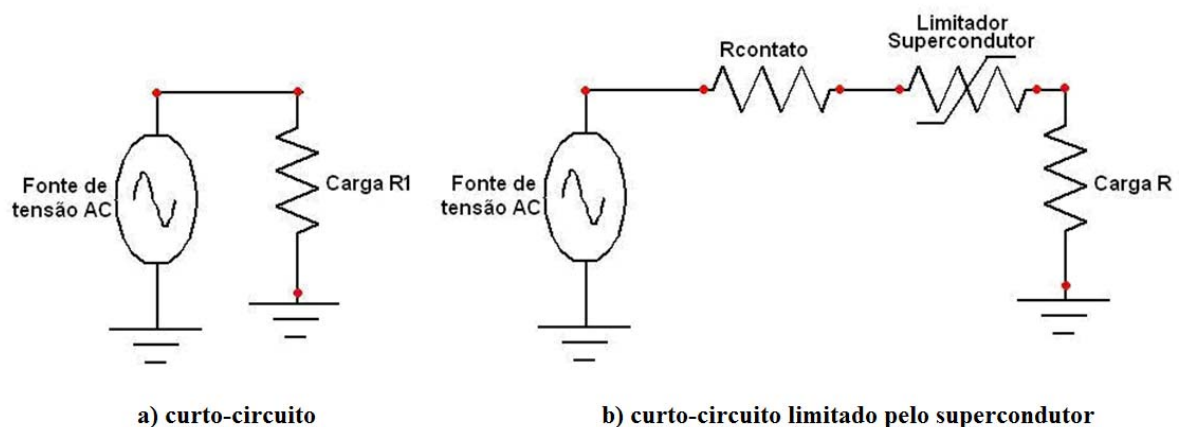 Fonte de
tensão AC
Carga R1
a) curto-circuito
Rcontato
Limitador
Supercondutor
Fonte de
tensão AC
Carga R
b) curto-circuito limitado pelo supercondutor